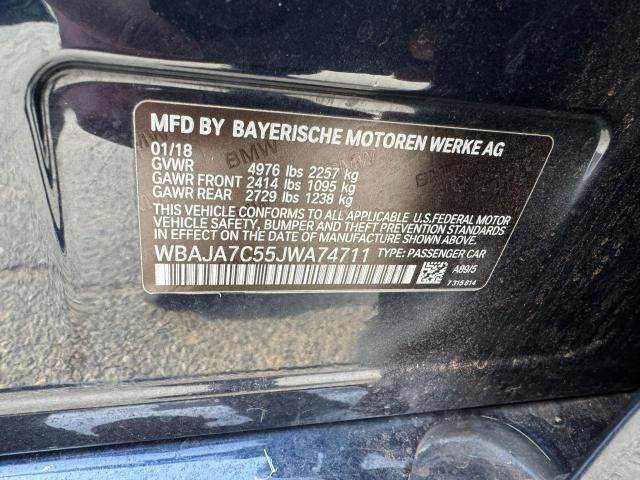 MFD BY BAYERISCHE MOTOREN WERKE AG
01/18
GVWR 4976 lbs 2257 kg
GAWR FRONT 2414 lbs 1095 kg
GAWR REAR 2729 lbs 1238 kg
THIS VEHICLE CONFORMS TO ALL APPLICABLE U.S.FEDERAL MOTOR
VEHICLE SAFETY, BUMPER AND THEFT PREVENTION STANDARDS
IN EFFECT ON THE DATE OF MANUFACTURE SHOWN ABOVE.
WBAJA7C55JWA74711 TYPE: PASSENGER CAR
A89/5
7 315 814